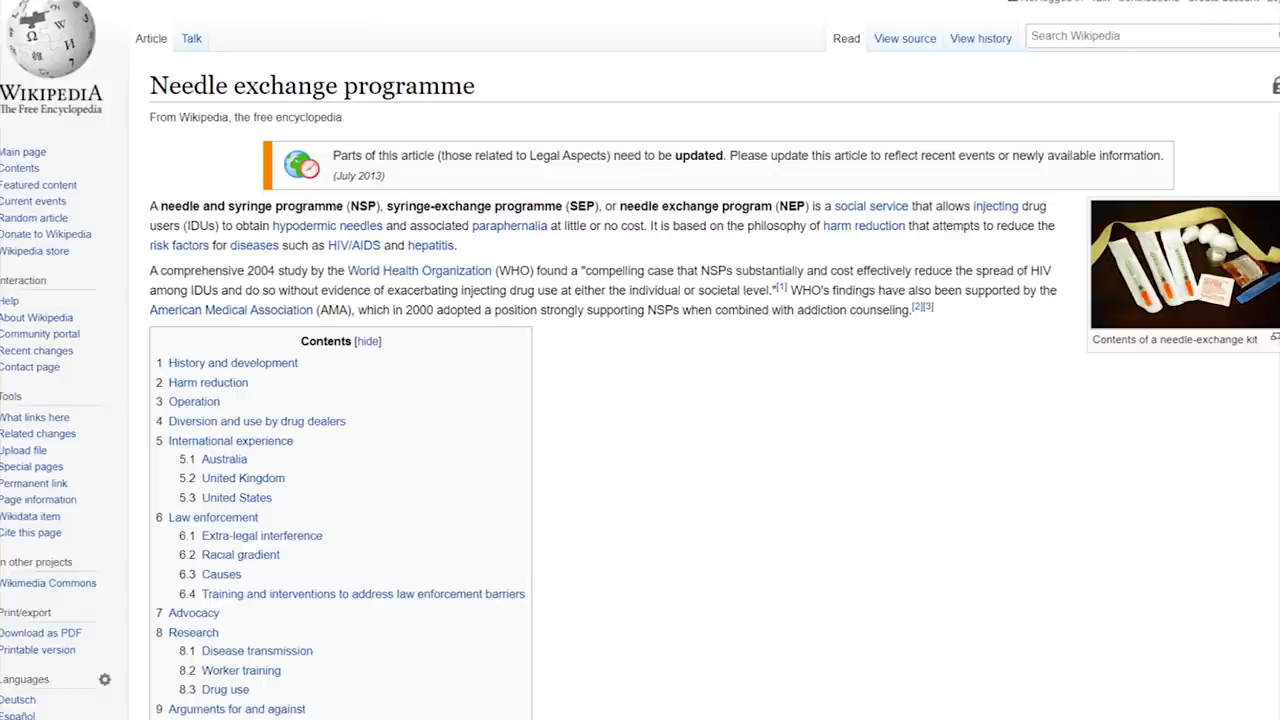 Article
Talk
Read
View source
View history
Search Wikipedia
WIKIPEDIA
The Free Encyclopedia
Needle exchange programme
From Wikipedia, the free encyclopedia
Parts of this article (those related to Legal Aspects) need to be updated. Please update this article to reflect recent events or newly available information.
(July 2013)
A needle and syringe programme (NSP), syringe-exchange programme (SEP), or needle exchange program (NEP) is a social service that allows injecting drug
users (IDUs) to obtain hypodermic needles and associated paraphernalia at little or no cost. It is based on the philosophy of harm reduction that attempts to reduce the
risk factors for diseases such as HIV/AIDS and hepatitis.
A comprehensive 2004 study by the World Health Organization (WHO) found a "compelling case that NSPs substantially and cost effectively reduce the spread of HIV
among IDUs and do so without evidence of exacerbating injecting drug use at either the individual or societal level."[1] WHO's findings have also been supported by the
American Medical Association (AMA), which in 2000 adopted a position strongly supporting NSPs when combined with addiction counseling.[2][3]
Contents of a needle-exchange kit
Contents [hide]
1 History and development
2 Harm reduction
3 Operation
4 Diversion and use by drug dealers
5 International experience
5.1 Australia
5.2 United Kingdom
5.3 United States
6 Law enforcement
6.1 Extra-legal interference
6.2 Racial gradient
6.3 Causes
6.4 Training and interventions to address law enforcement barriers
7 Advocacy
8 Research
8.1 Disease transmission
8.2 Worker training
8.3 Drug use
9 Arguments for and against
Main page
Contents
Featured content
Current events
Random article
Donate to Wikipedia
Wikipedia store
Interaction
Help
About Wikipedia
Community portal
Recent changes
Contact page
Tools
What links here
Related changes
Upload file
Special pages
Permanent link
Page information
Wikidata item
Cite this page
In other projects
Wikimedia Commons
Print/export
Download as PDF
Printable version
Languages
Deutsch
Español